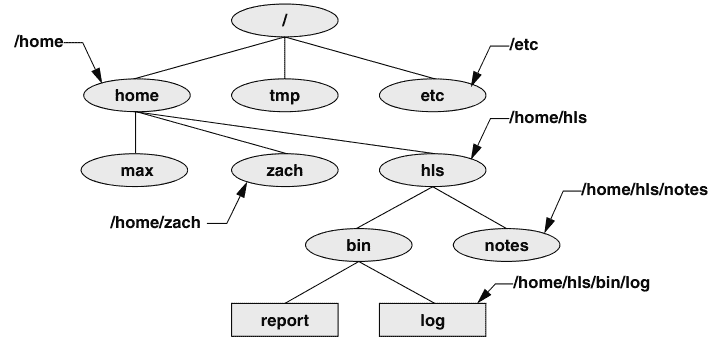 /
/home
/etc
home
tmp
etc
/home/hls
max
zach
hls
/home/zach
/home/hls/notes
bin
notes
/home/hls/bin/log
report
log